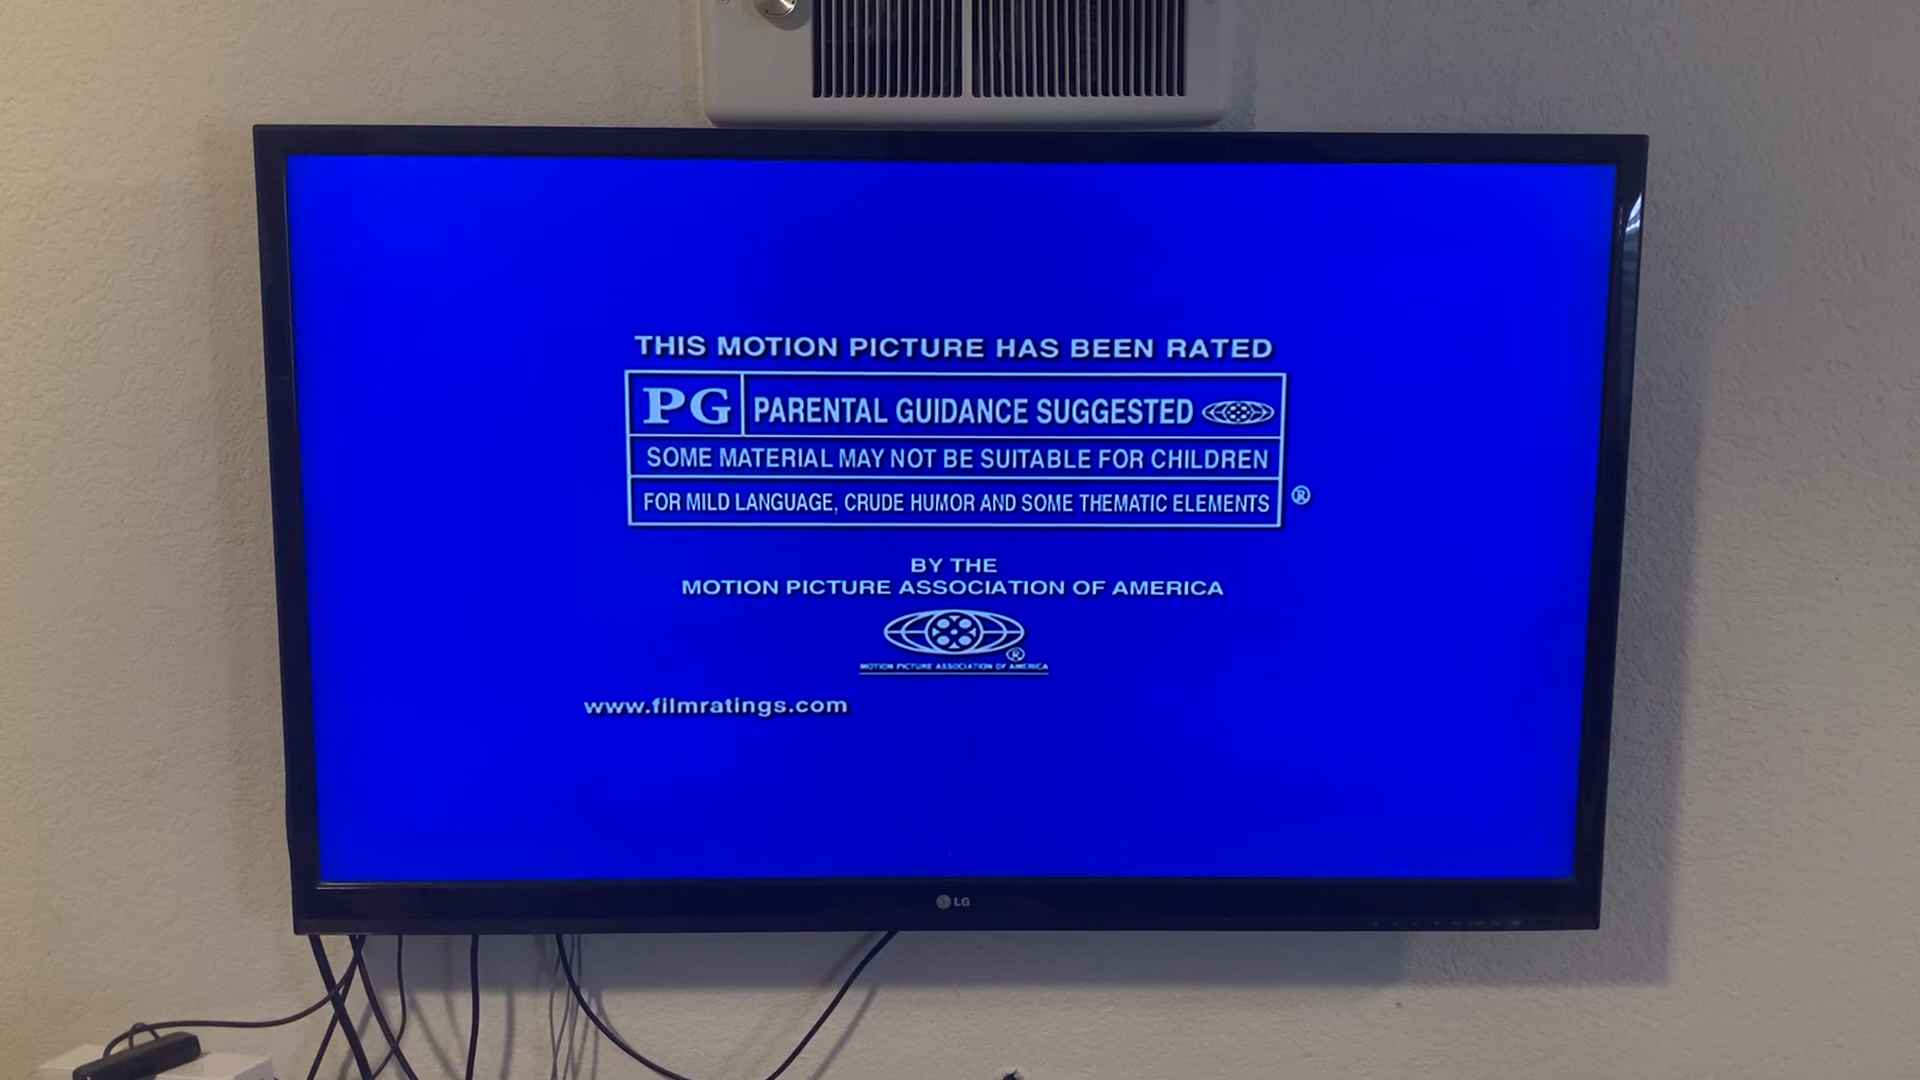 THIS MOTION PICTURE HAS BEEN RATED
PG PARENTAL GUIDANCE SUGGESTED
SOME MATERIAL MAY NOT BE SUITABLE FOR CHILDREN
FOR MILD LANGUAGE, CRUDE HUMOR AND SOME THEMATIC ELEMENTS ®
BY THE
MOTION PICTURE ASSOCIATION OF AMERICA
®
MOTION PICTURE ASSOCIATION OF AMERICA
www.filmratings.com
LG